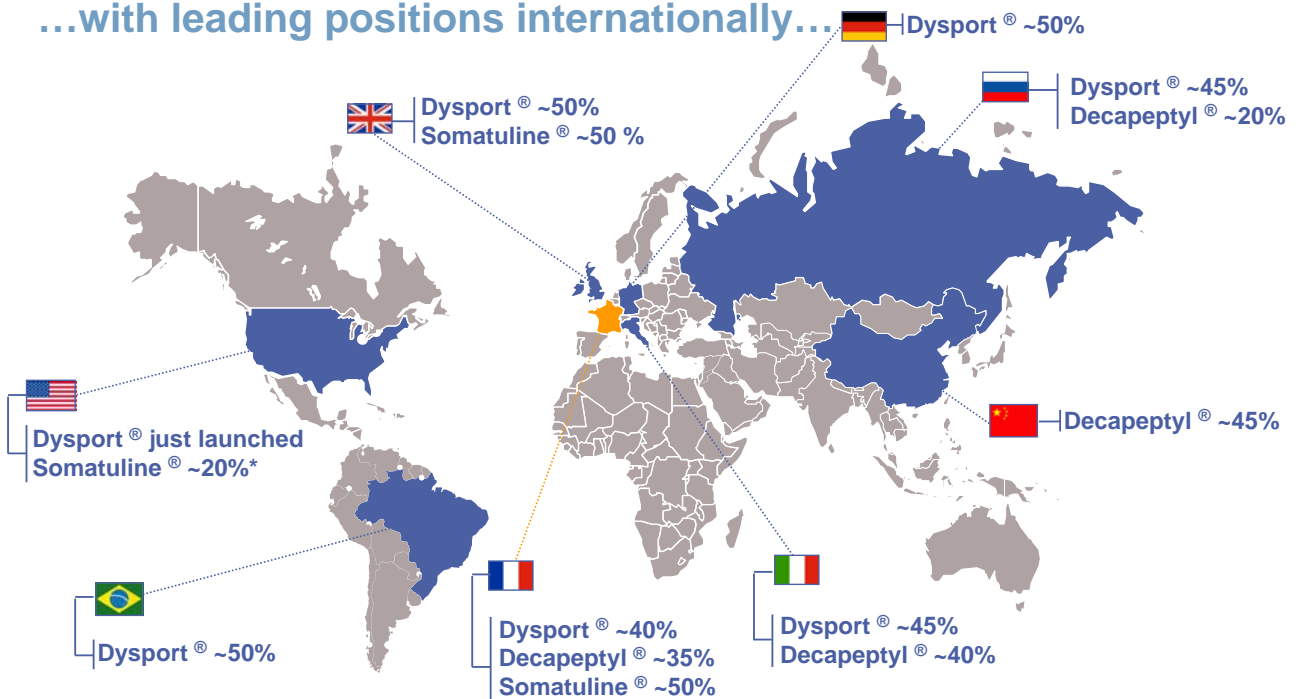 …with leading positions internationally…
Dysport ® ~50%
Dysport ® ~45%
Decapeptyl ® ~20%
Dysport ® ~50%
Somatuline ® ~50 %
Dysport ® just launched
Somatuline ® ~20%*
Decapeptyl ® ~45%
Dysport ® ~50%
Dysport ® ~40%
Decapeptyl ® ~35%
Somatuline ® ~50%
Dysport ® ~45%
Decapeptyl ® ~40%